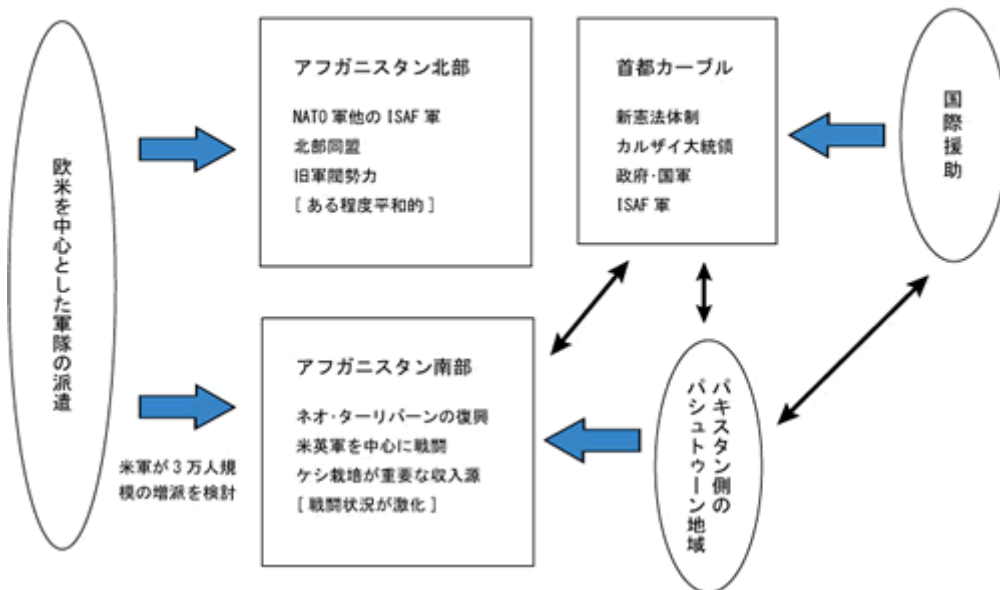 欧米を中心とした軍隊の派遣
アフガニスタン北部
NATO軍他のISAF軍
北部同盟
旧軍閥勢力
[ある程度平和的]
首都カーブル
新憲法体制
カルザイ大統領
政府・国軍
ISAF軍
国際援助
米軍が3万人規
模の増派を検討
アフガニスタン南部
ネオ・ターリバーンの復興
米英軍を中心に戦闘
ケシ栽培が重要な収入源
[戦闘状況が激化]
パキスタン側の
パシュトゥーン地域